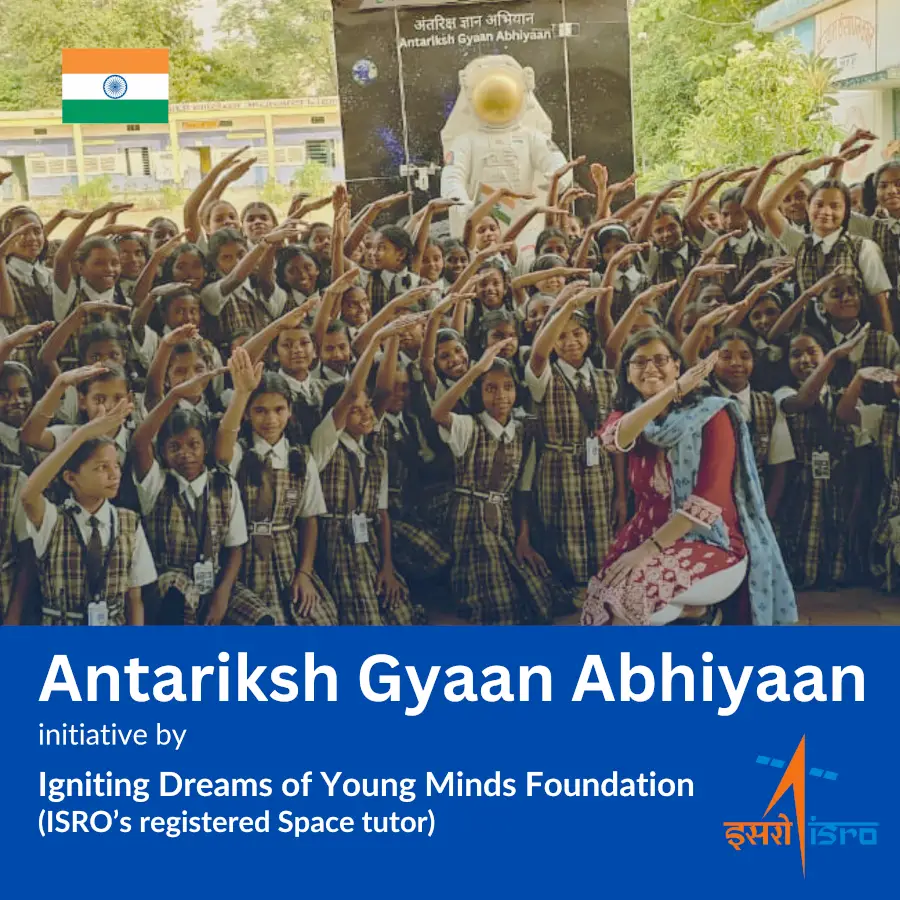 अंतरिक्ष ज्ञान अभियान
Antariksh Gyaan Abhiyaan
Antariksh Gyaan Abhiyaan
initiative by
Igniting Dreams of Young Minds Foundation
(ISRO’s registered Space tutor)
इसरो isro